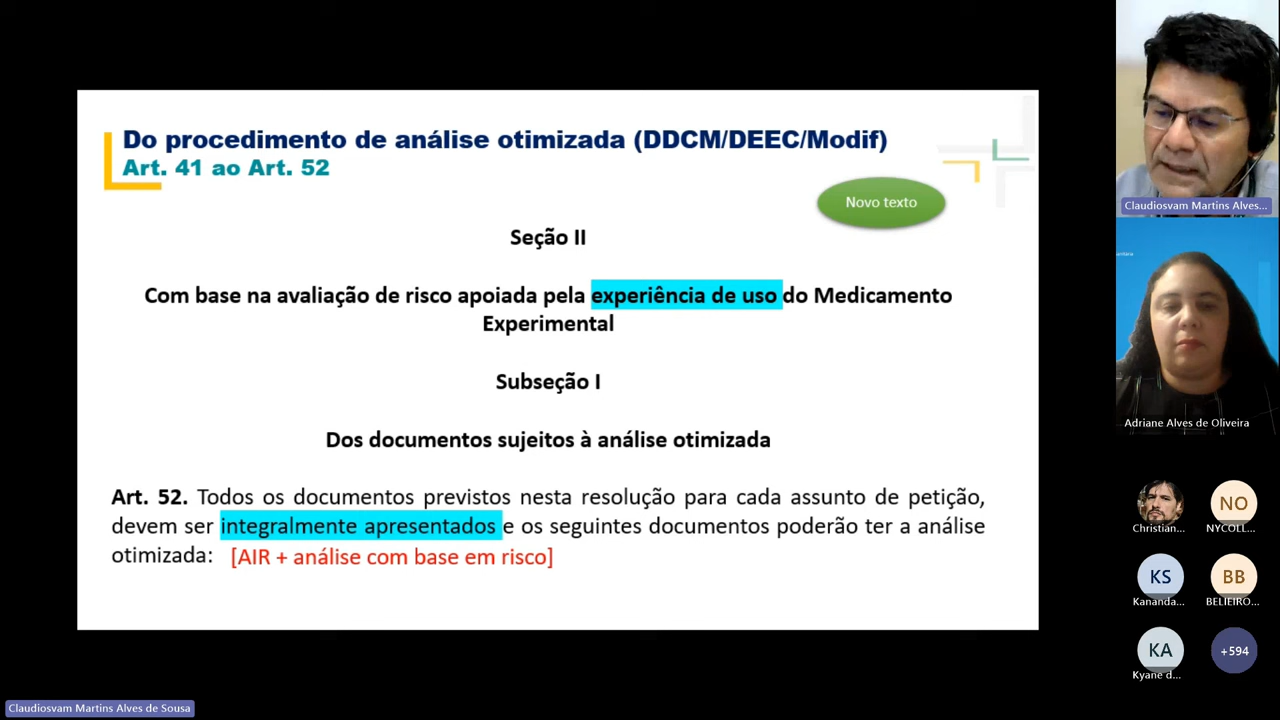 Do procedimento de análise otimizada (DDCM/DEEC/Modif)
Art. 41 ao Art. 52
Novo texto
Seção II
Com base na avaliação de risco apoiada pela experiência de uso do Medicamento
Experimental
Subseção I
Dos documentos sujeitos à análise otimizada
Art. 52. Todos os documentos previstos nesta resolução para cada assunto de petição,
devem ser integralmente apresentados e os seguintes documentos poderão ter a análise
otimizada: [AIR + análise com base em risco]
Claudiosvam Martins Alves...
Adriane Alves de Oliveira
Christian...
NO
NYCOLL...
KS
Kananda...
BB
BELIEIRO...
KA
Kyane d...
+594
Claudiosvam Martins Alves de Sousa